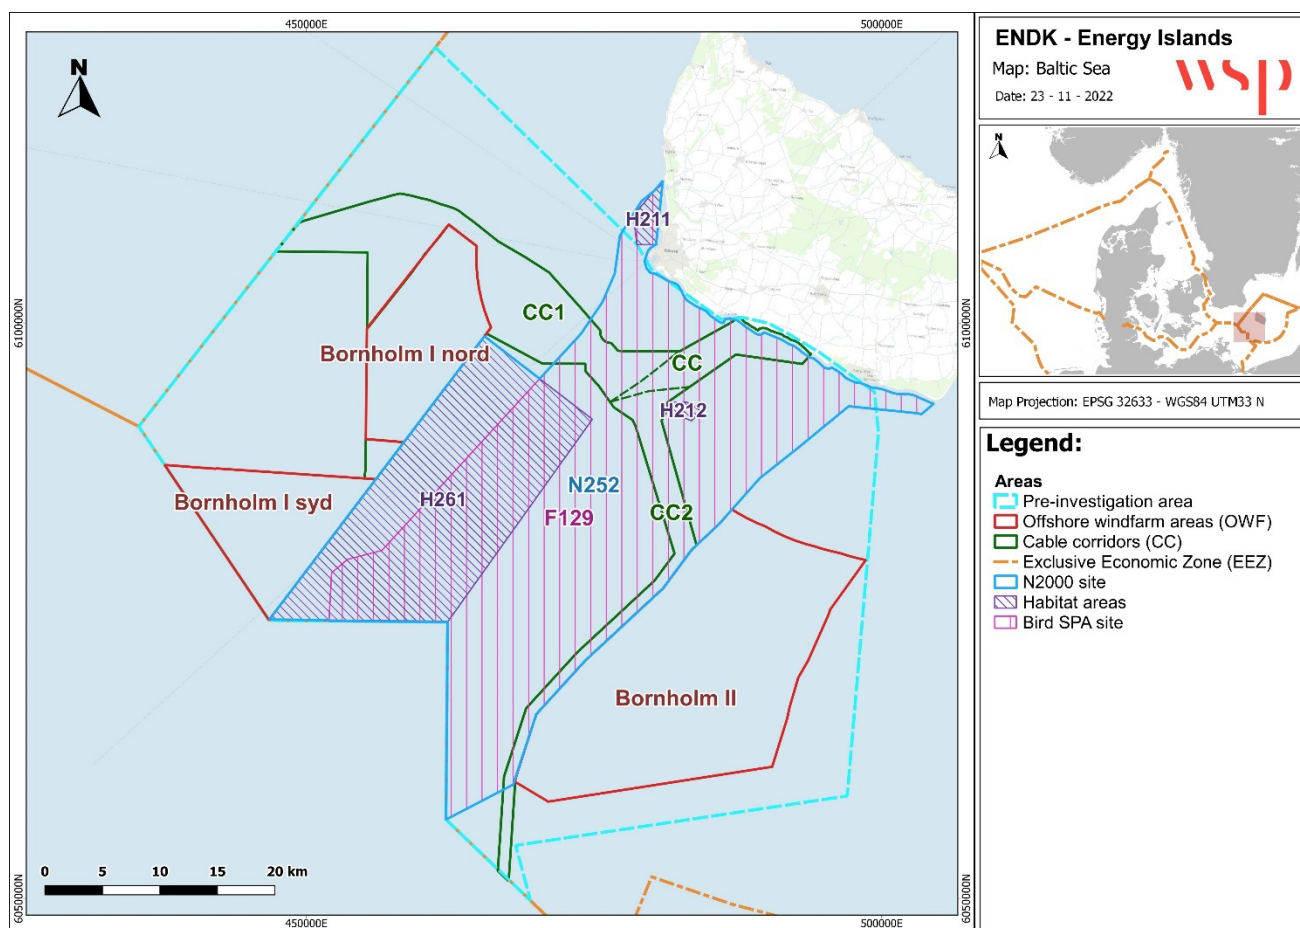 450000E
500000E
6100000N
6100000N
6050000N
6050000N
450000E
500000E
N
H211
CC1
Bornholm I nord
CC
H212
Bornholm I syd
H261
N252
F129
CC2
Bornholm II
0 5 10 15 20 km
ENDK - Energy Islands
Map: Baltic Sea
Date: 23 - 11 - 2022
wsp
N
Map Projection: EPSG 32633 - WGS84 UTM33 N
Legend:
Areas
Pre-investigation area
Offshore windfarm areas (OWF)
Cable corridors (CC)
Exclusive Economic Zone (EEZ)
N2000 site
Habitat areas
Bird SPA site